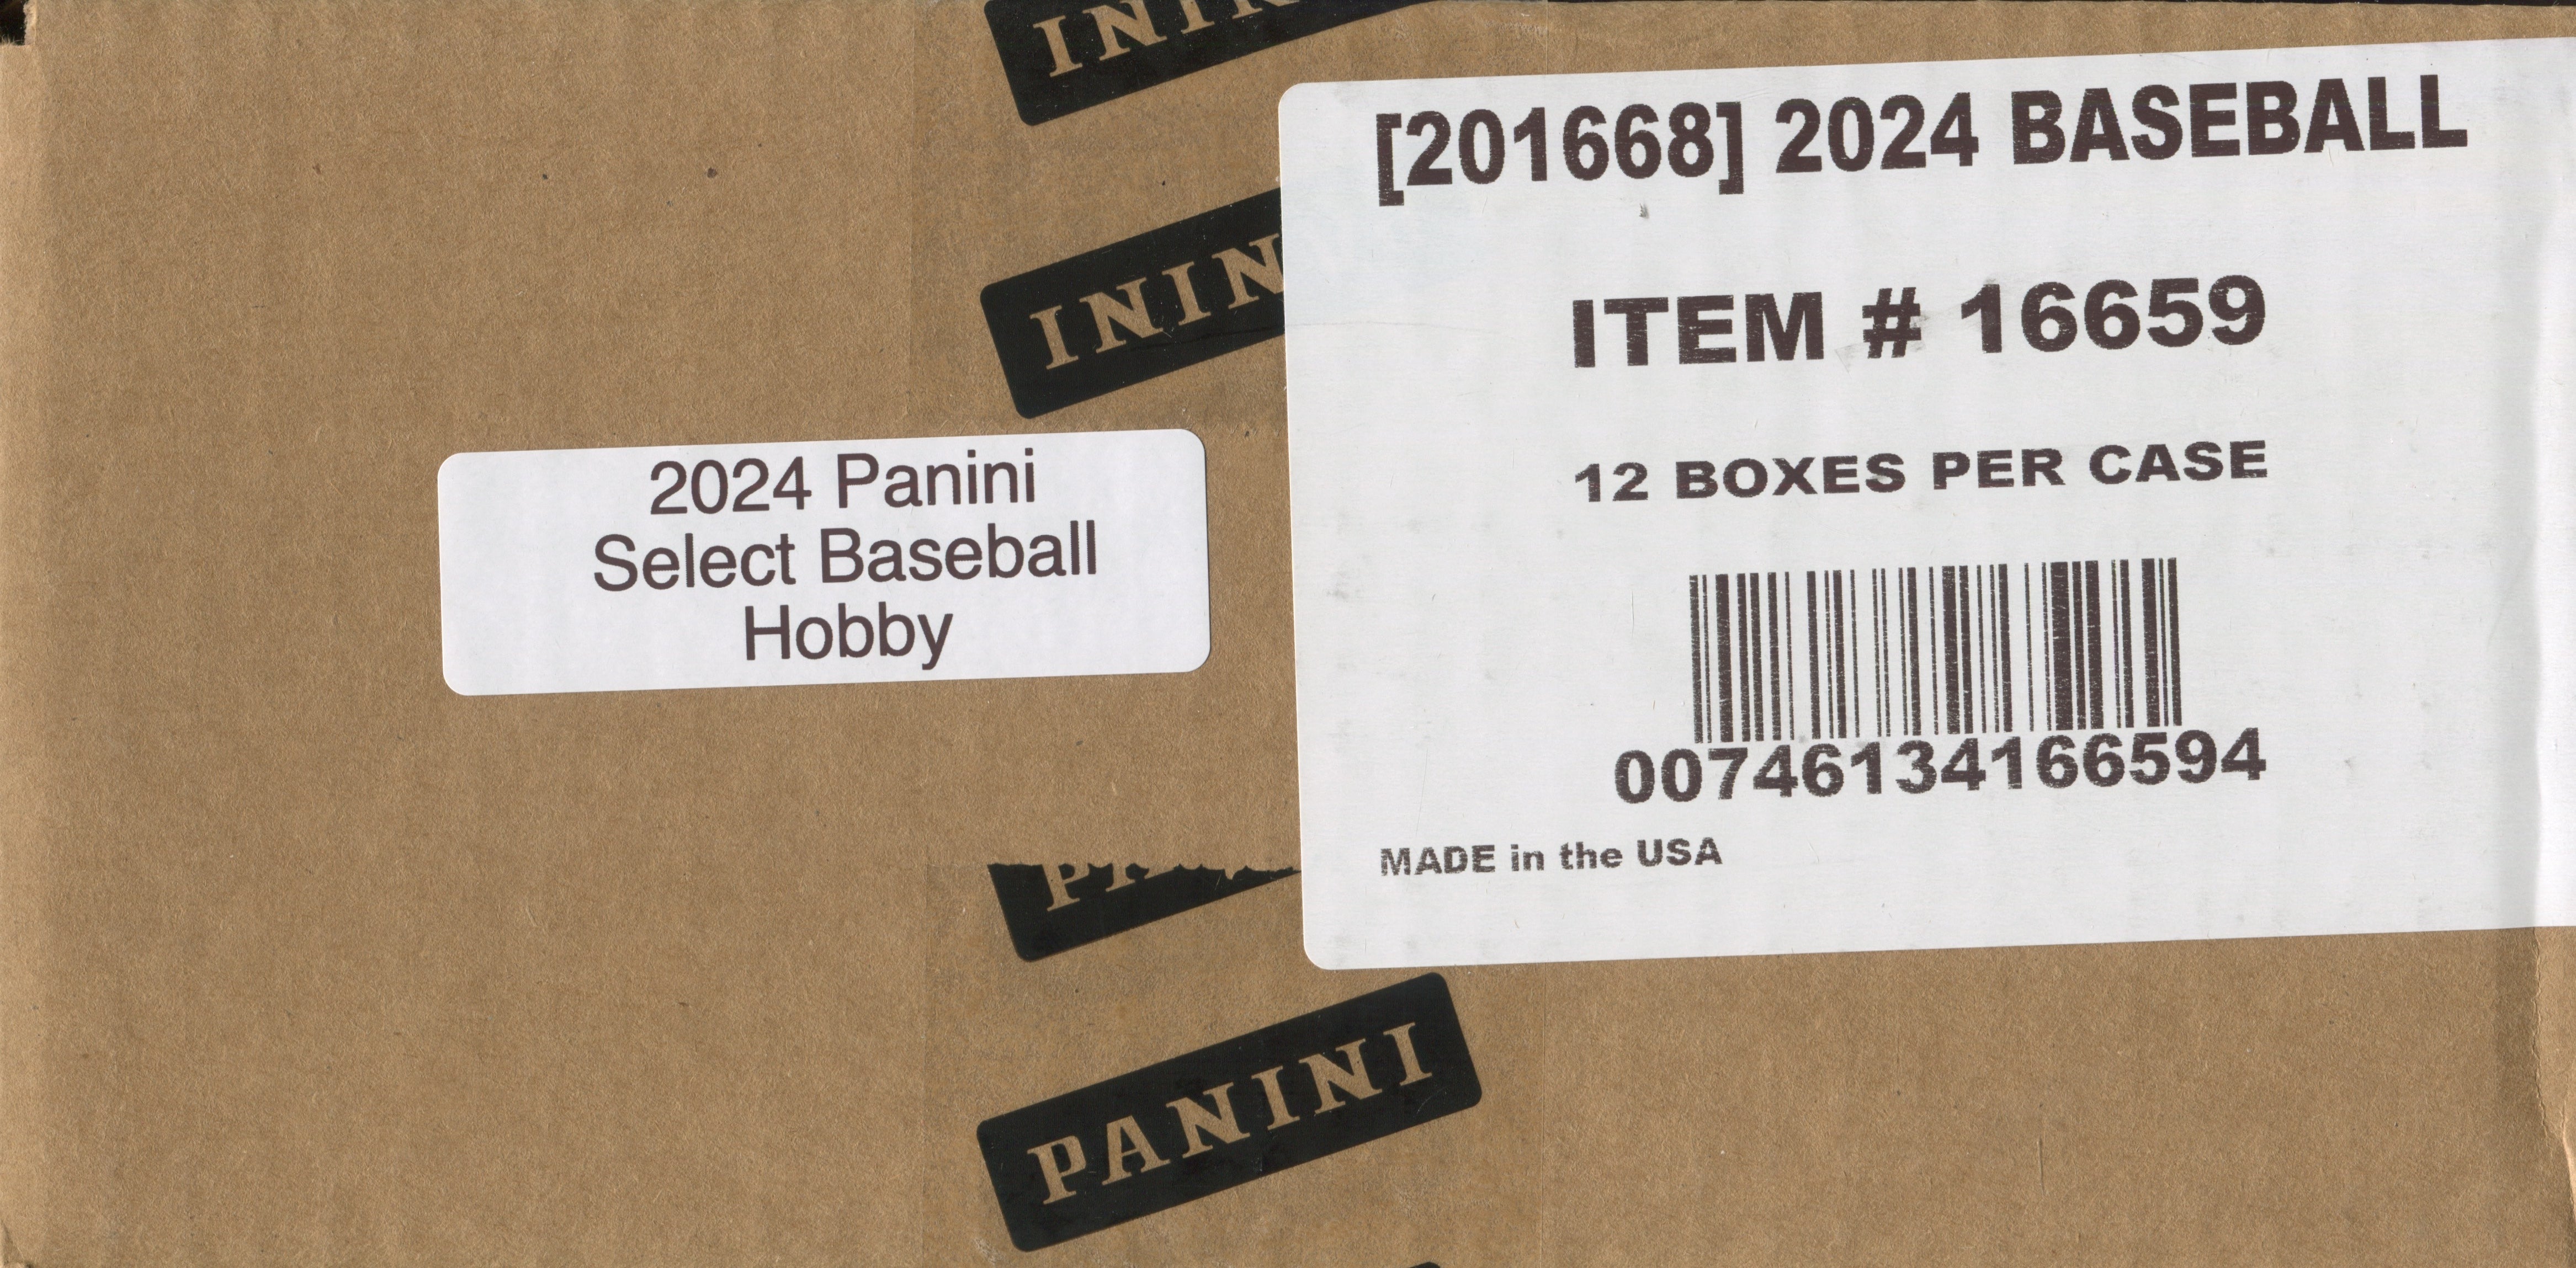 ININ
ININ
[201668] 2024 BASEBALL
ITEM # 16659
12 BOXES PER CASE
00746134166594
MADE in the USA
2024 Panini
Select Baseball
Hobby
PANINI